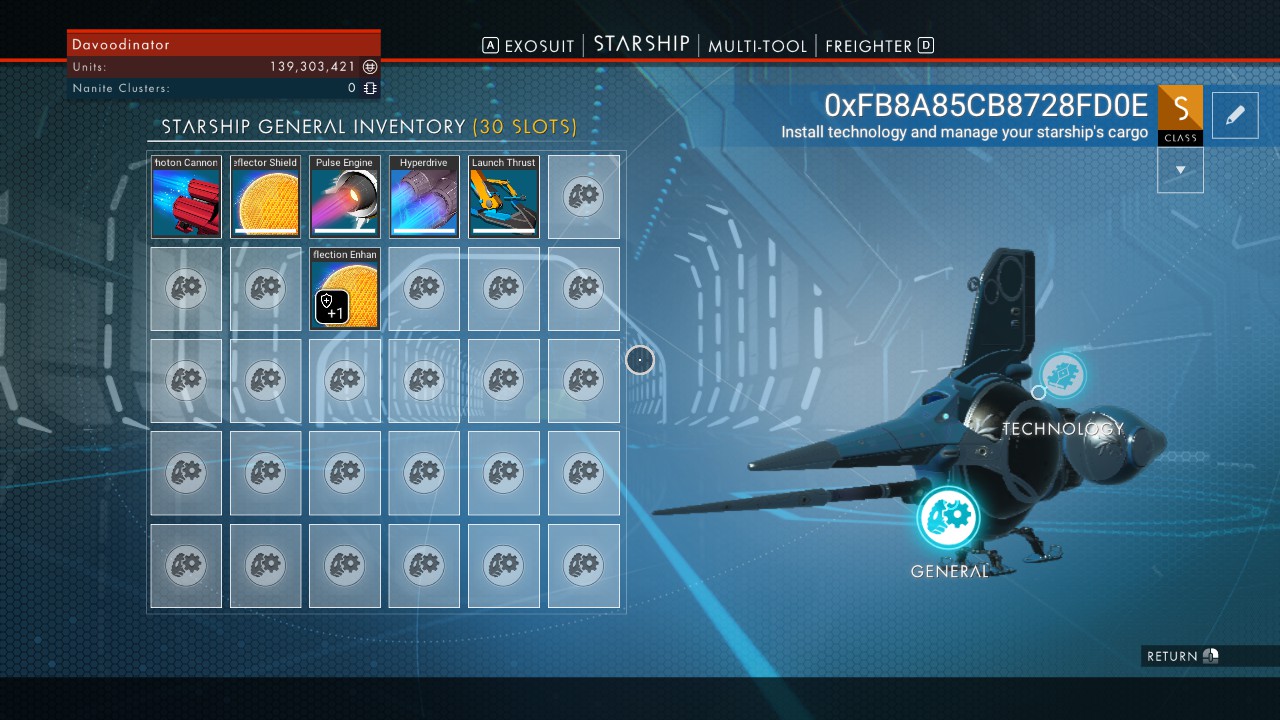 Davoodinator
Units: 139,303,421
Nanite Clusters: 0
A EXOSUIT STARSHIP MULTI-TOOL FREIGHTER D
0xFB8A85CB8728FD0E
Install technology and manage your starship's cargo
S
CLASS
STARSHIP GENERAL INVENTORY (30 SLOTS)
hoton Cannon eflector Shield Pulse Engine Hyperdrive Launch Thrust
flection Enhan
+1
TECHNOLOGY
GENERAL
RETURN